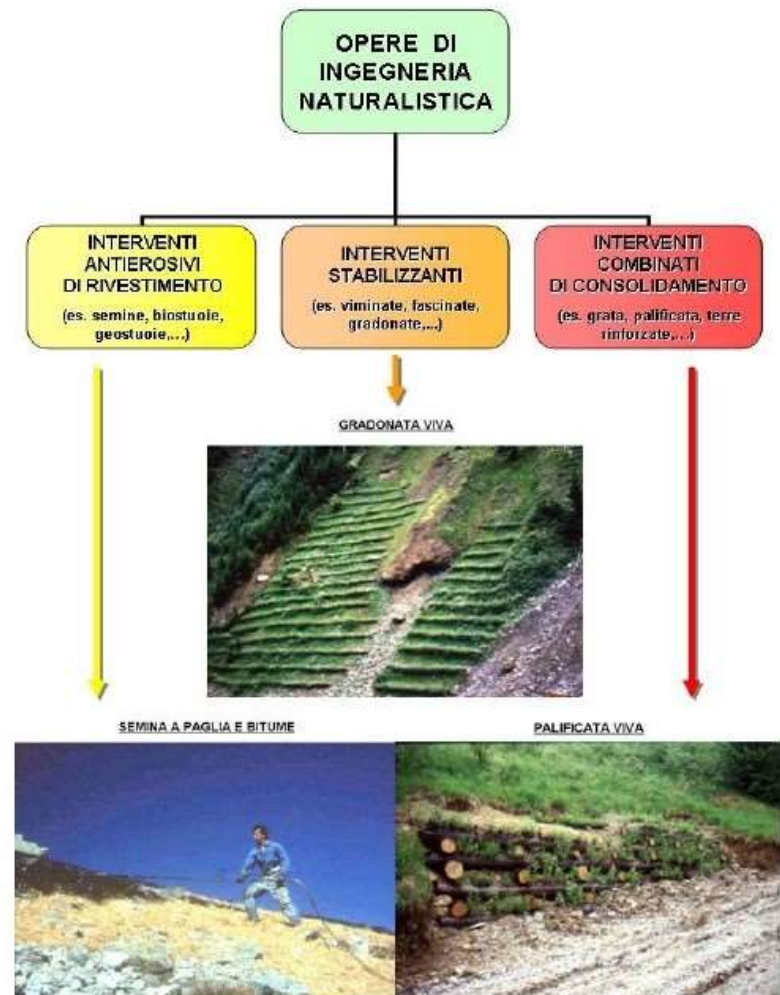 OPERE DI
INGEGNERIA
NATURALISTICA
INTERVENTI
ANTIEROSIVI
DI RIVESTIMENTO
(es. semine, biostuoie,
geostuoie,...)
INTERVENTI
STABILIZZANTI
(es. viminate, fascinate,
gradonate,...)
INTERVENTI
COMBINATI
DI CONSOLIDAMENTO
(es. grata, palificata, terre
rinforzate,...)
GRADONATA VIVA
SEMINA A PAGLIA E BITUME
PALIFICATA VIVA